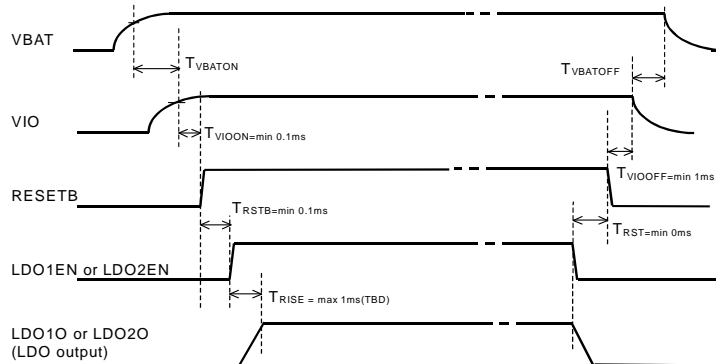 VBAT
TVBATON
TVBATOFF
VIO
TVIOON=min 0.1ms
TVIOOFF=min 1ms
RESETB
TRSTB=min 0.1ms
TRST=min 0ms
LDO1EN or LDO2EN
TRISE = max 1ms(TBD)
LDO1O or LDO2O
(LDO output)